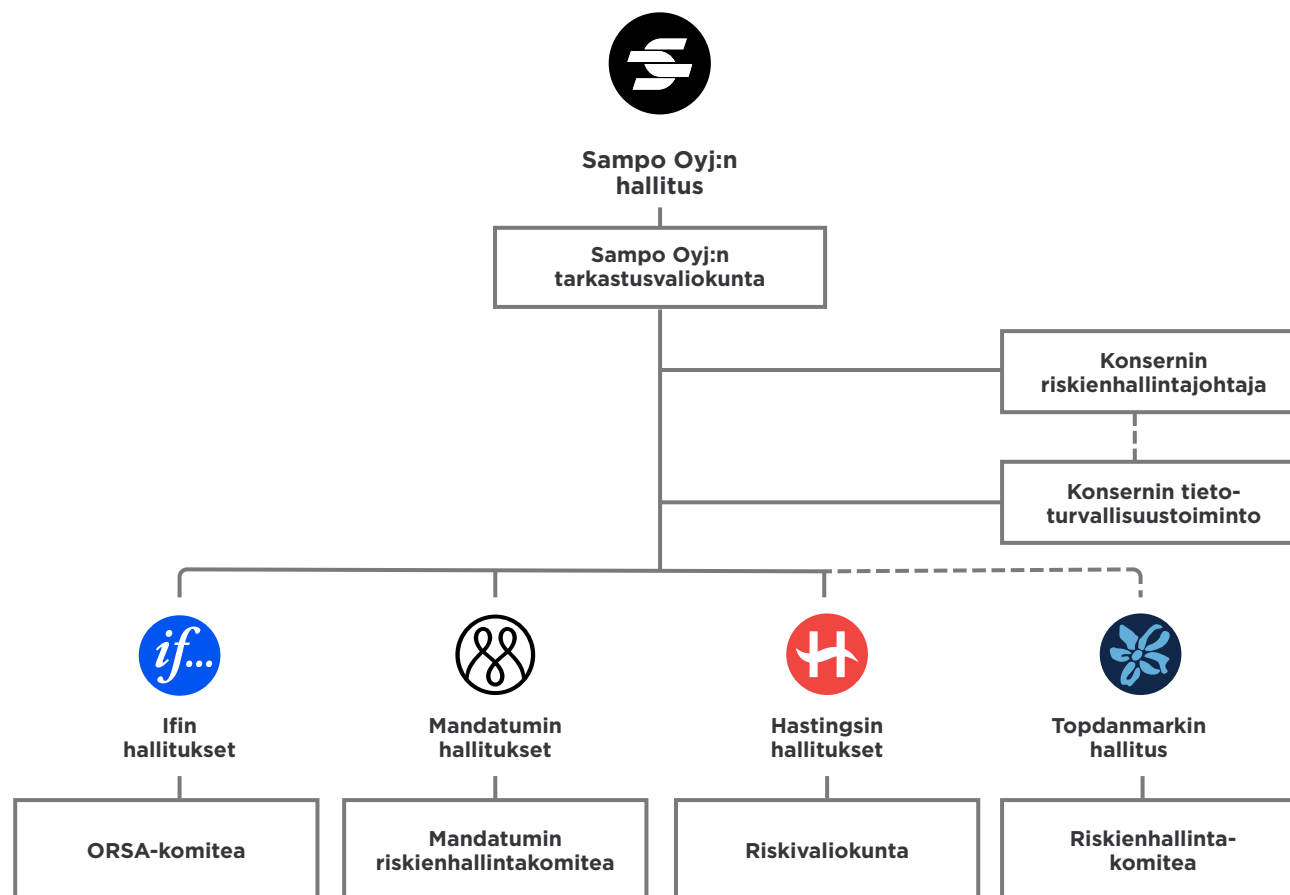 Sampo Oyj:n
hallitus
Sampo Oyj:n
tarkastusvaliokunta
Konsernin
riskienhallintajohtaja
Konsernin tieto-
turvallisuustoiminto
if...
H
Ifin
hallitukset
Mandatumin
hallitukset
Hastingsin
hallitukset
Topdanmarkin
hallitus
ORSA-komitea
Mandatumin
riskienhallintakomitea
Riskivaliokunta
Riskienhallinta-
komitea